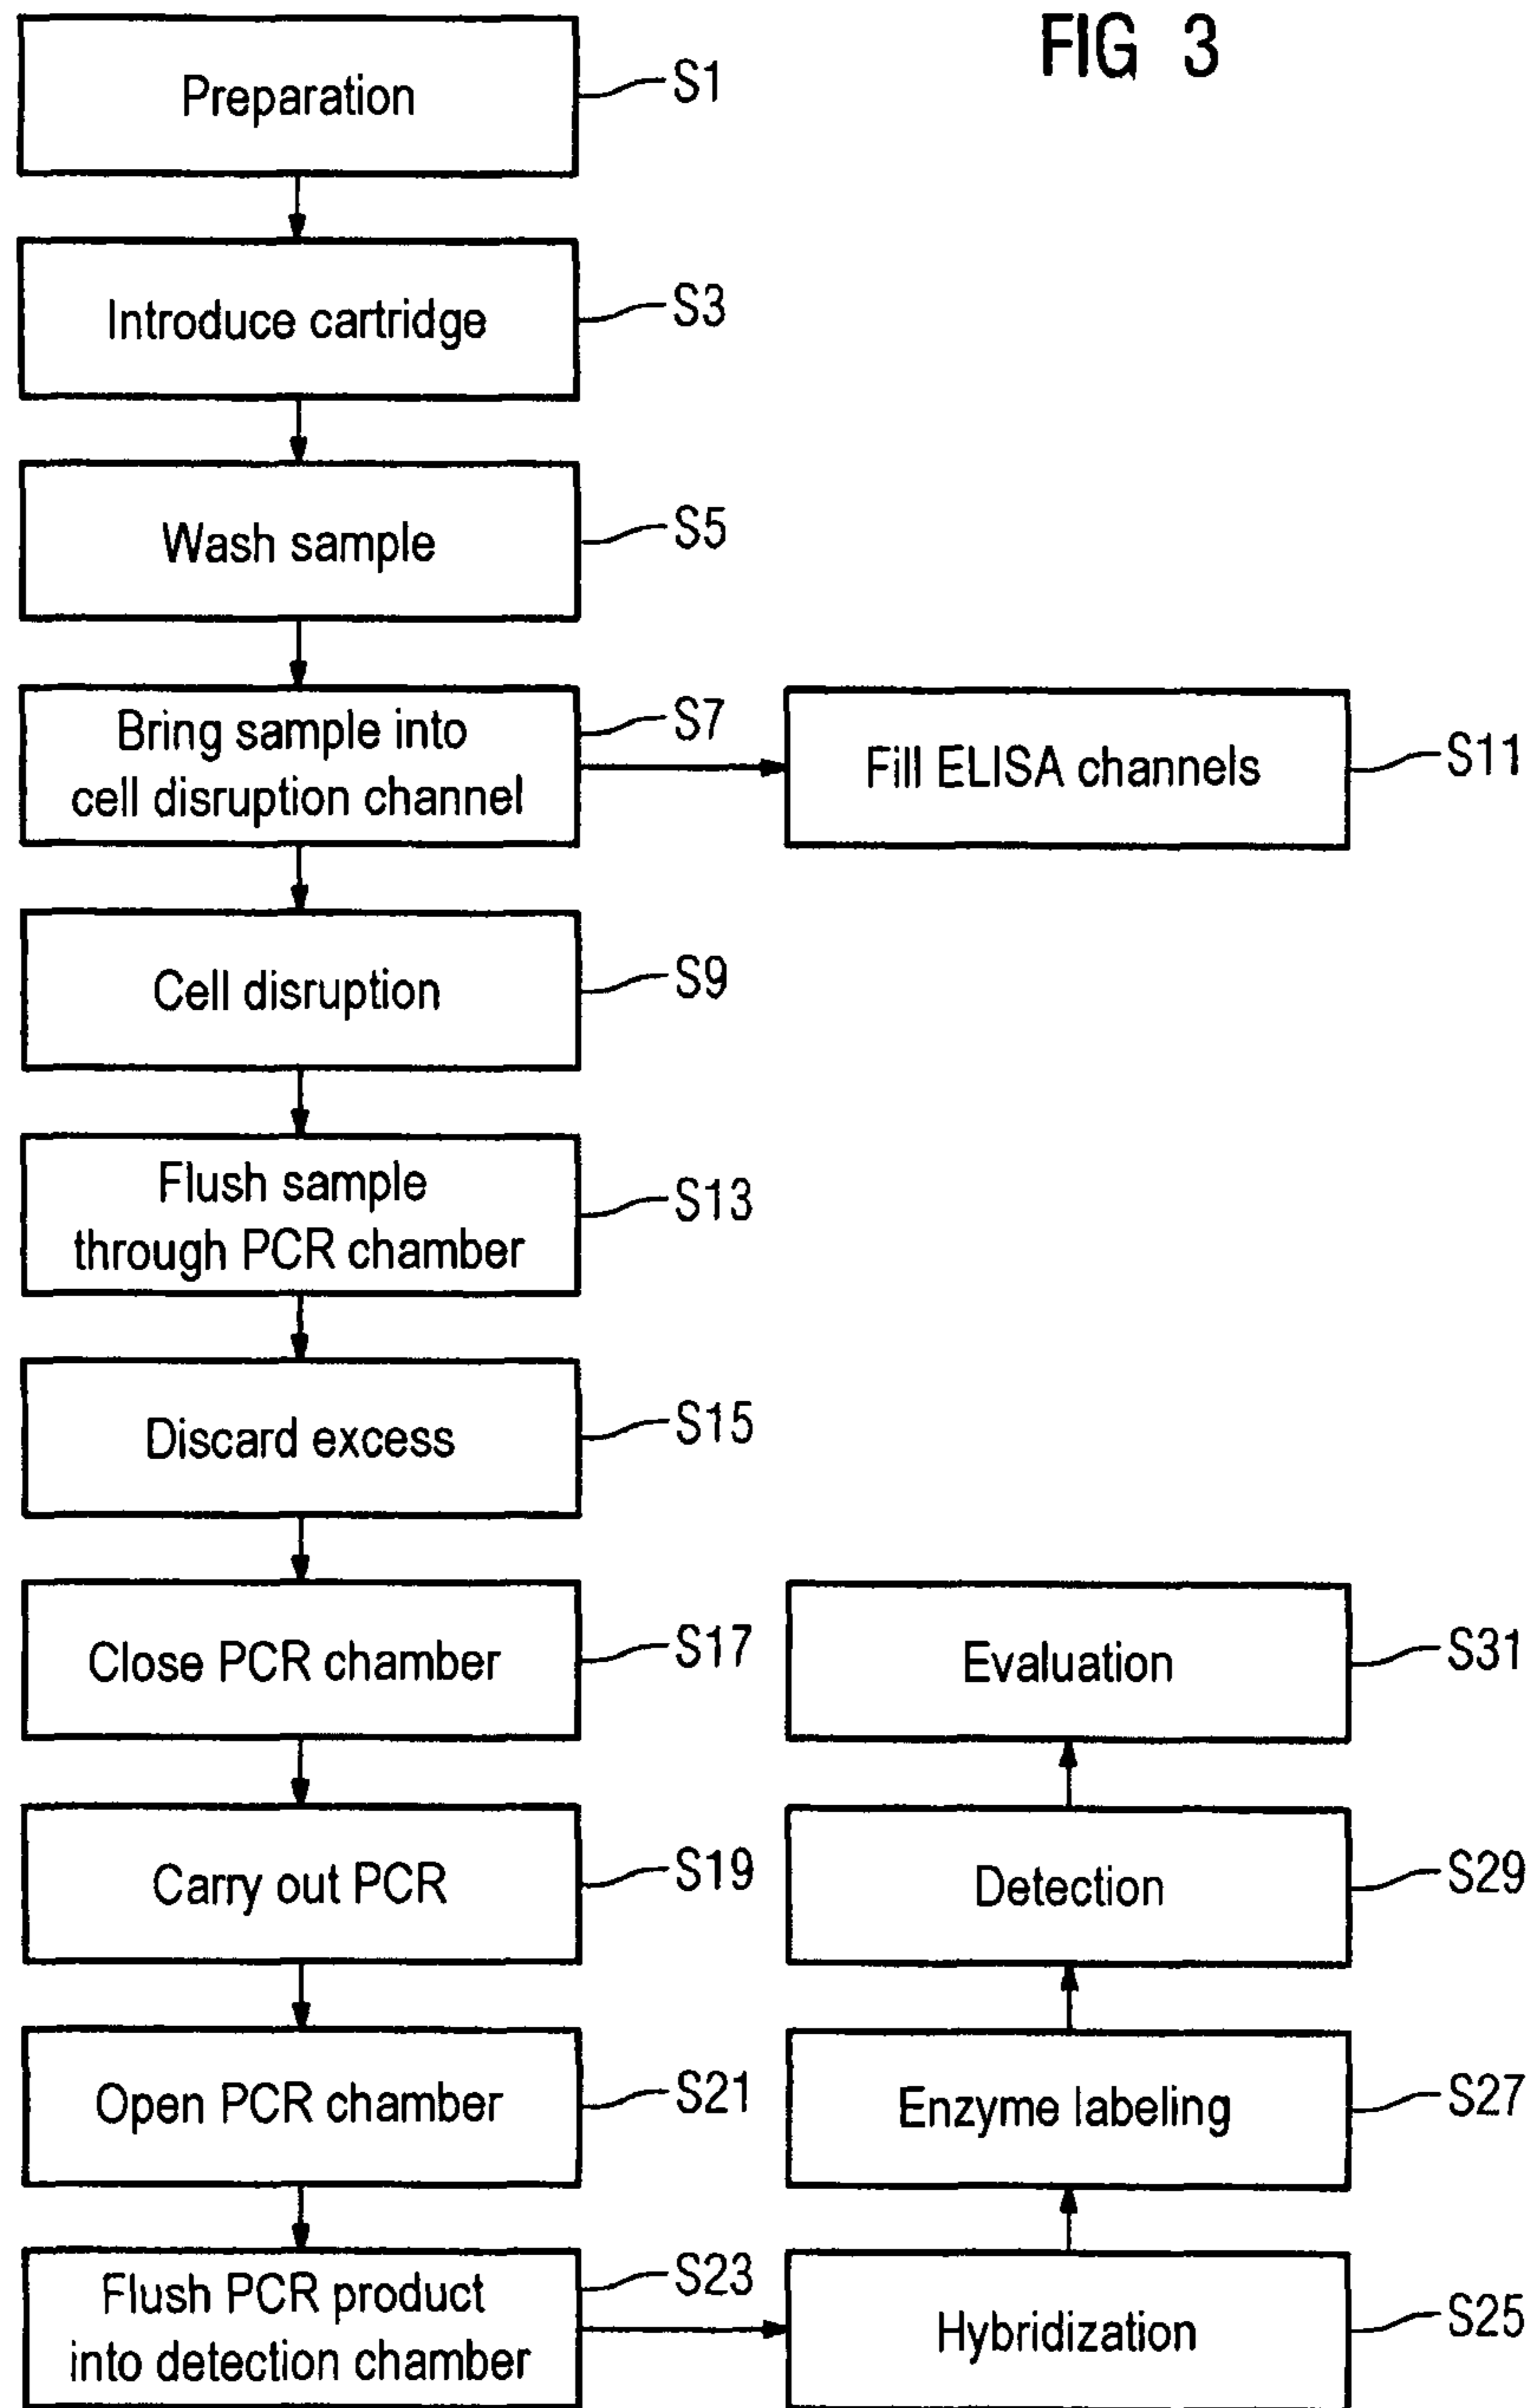 FIG 3
Preparation
S1
Introduce cartridge
S3
Wash sample
S5
Bring sample into
cell disruption channel
S7
Fill ELISA channels
S11
Cell disruption
S9
Flush sample
through PCR chamber
S13
Discard excess
S15
Close PCR chamber
S17
Carry out PCR
S19
Open PCR chamber
S21
Flush PCR product
into detection chamber
S23
Hybridization
S25
Enzyme labeling
S27
Detection
S29
Evaluation
S31